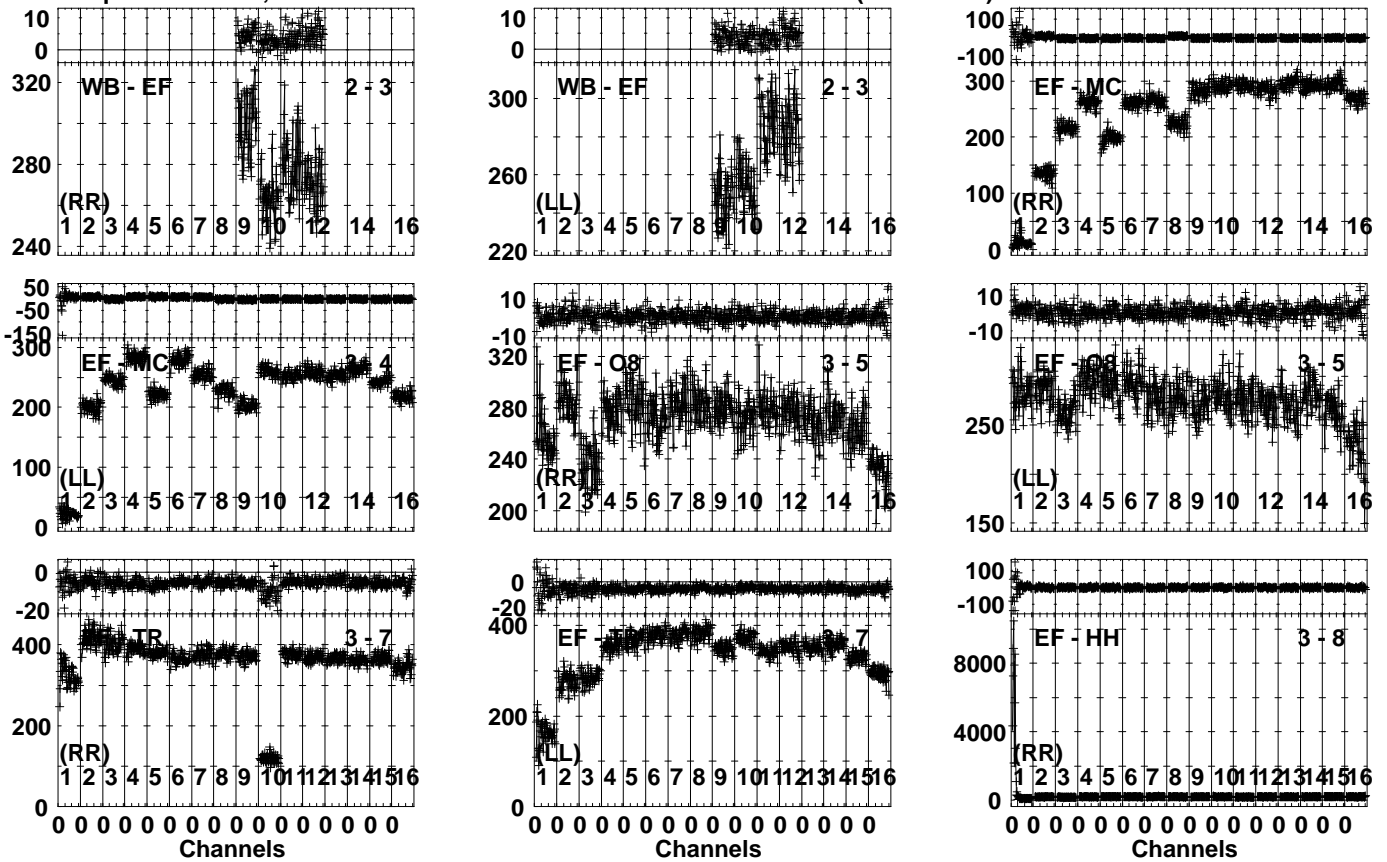 10 10 100
0 0 -100
WB - EF 2 - 3 WB - EF 2 - 3 EF - MC
320 300 300
280 260 200
100
(RR) (LL) (RR)
1 2 3 4 5 6 7 8 9 10 12 14 16 1 2 3 4 5 6 7 8 9 10 12 14 16 1 2 3 4 5 6 7 8 9 10 12 14 16
240 220 0
50 10 10
-50 -10 -10
-150
300 320
EF - MC 3 - 4 EF - O8 3 - 5 EF - O8 3 - 5
200 280 250
100 240
(LL) (RR) (LL)
1 2 3 4 5 6 7 8 9 10 12 14 16 1 2 3 4 5 6 7 8 9 10 12 14 16 1 2 3 4 5 6 7 8 9 10 12 14 16
0 200 150
0 0 100
-20 -20 -100
TR 3 - 7 EF - 3 - 7 EF - HH 3 - 8
400 400 8000
200 200 4000
(RR) (LL) (RR)
1 2 3 4 5 6 7 8 9 10 11 12 13 14 15 16 1 2 3 4 5 6 7 8 9 10 11 12 13 14 15 16 1 2 3 4 5 6 7 8 9 10 11 12 13 14 15 16
0 0 0
0 0 0 0 0 0 0 0 0 0 0 0 0 0 0 0 0 0 0 0 0 0 0 0 0 0 0 0 0 0 0 0 0 0 0 0 0 0 0 0 0 0 0 0 0 0 0 0
Channels Channels Channels